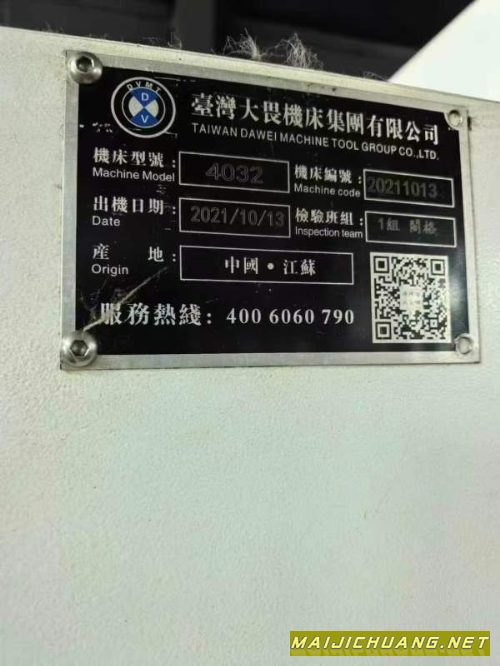 DVMT
D
V
臺灣大畏機床集團有限公司
TAIWAN DAWEI MACHINE TOOL GROUP CO.,LTD.
機床型號： 4032 機床編號： 20211013
Machine Model Machine code
出機日期： 2021/10/13 檢驗班組： 1組
Date Inspection team
產 地： 中國·江蘇
Origin
服務熱綫：400 6060 790
MAIJICHUANG.NET